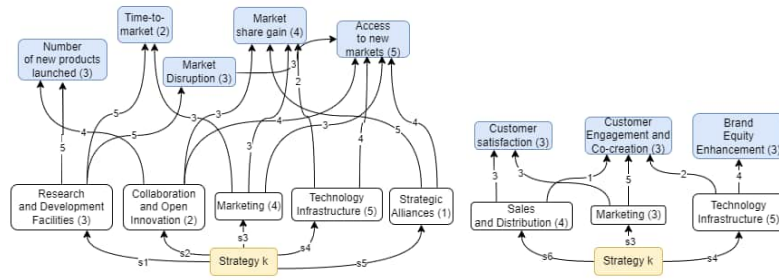 Time-to-
market (2)
Market
share gain (4)
Access
to new
markets (5)
Number
of new products
launched (3)
Market
Disruption (3)
3
2
5
3
3
4
4
5
5
3
3
4
5
4
Research
and Development
Facilities (3)
Collaboration
and Open
Innovation (2)
Marketing (4)
Technology
Infrastructure (5)
Strategic
Alliances (1)
s1
s2
s3
s4
s5
Strategy k
Customer
satisfaction (3)
Customer
Engagement and
Co-creation (3)
Brand
Equity
Enhancement (3)
3
3
1
5
2
4
Sales
and Distribution (4)
Marketing (3)
Technology
Infrastructure (5)
s6
s3
s4
Strategy k